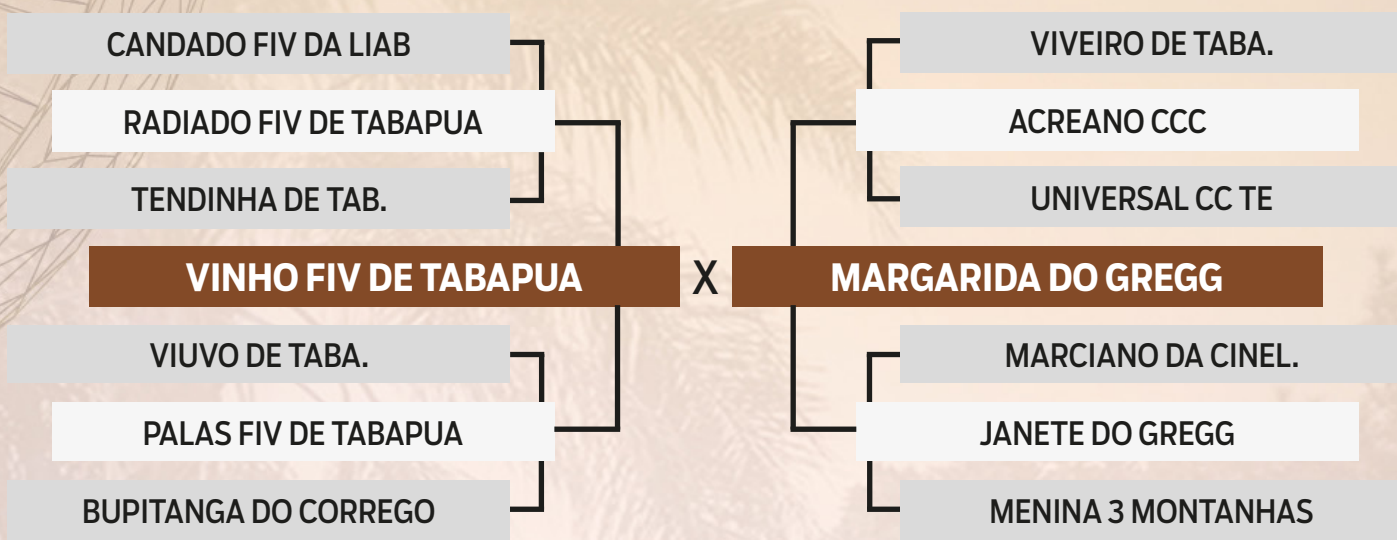 CANDADO FIV DA LIAB
RADIADO FIV DE TABAPUA
TENDINHA DE TAB.
VINHO FIV DE TABAPUA
VIUVO DE TABA.
PALAS FIV DE TABAPUA
BUPITANGA DO CORREGO
X
VIVEIRO DE TABA.
ACREANO CCC
UNIVERSAL CC TE
MARGARIDA DO GREGG
MARCIANO DA CINEL.
JANETE DO GREGG
MENINA 3 MONTANHAS